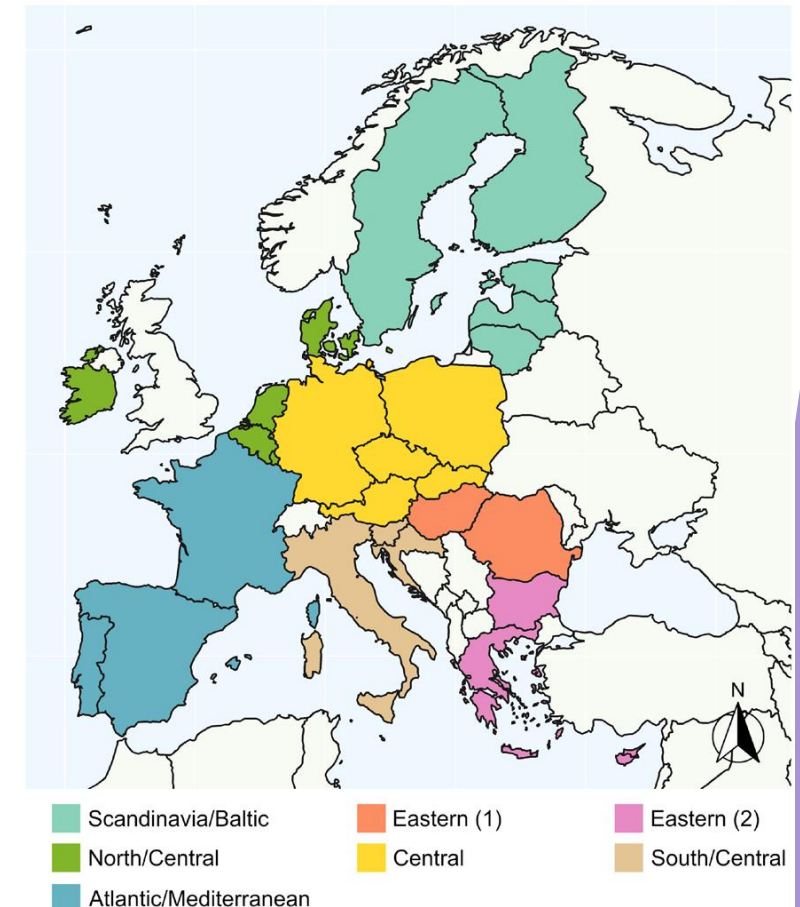 N
Scandinavia/Baltic
Eastern (1)
Eastern (2)
North/Central
Central
South/Central
Atlantic/Mediterranean